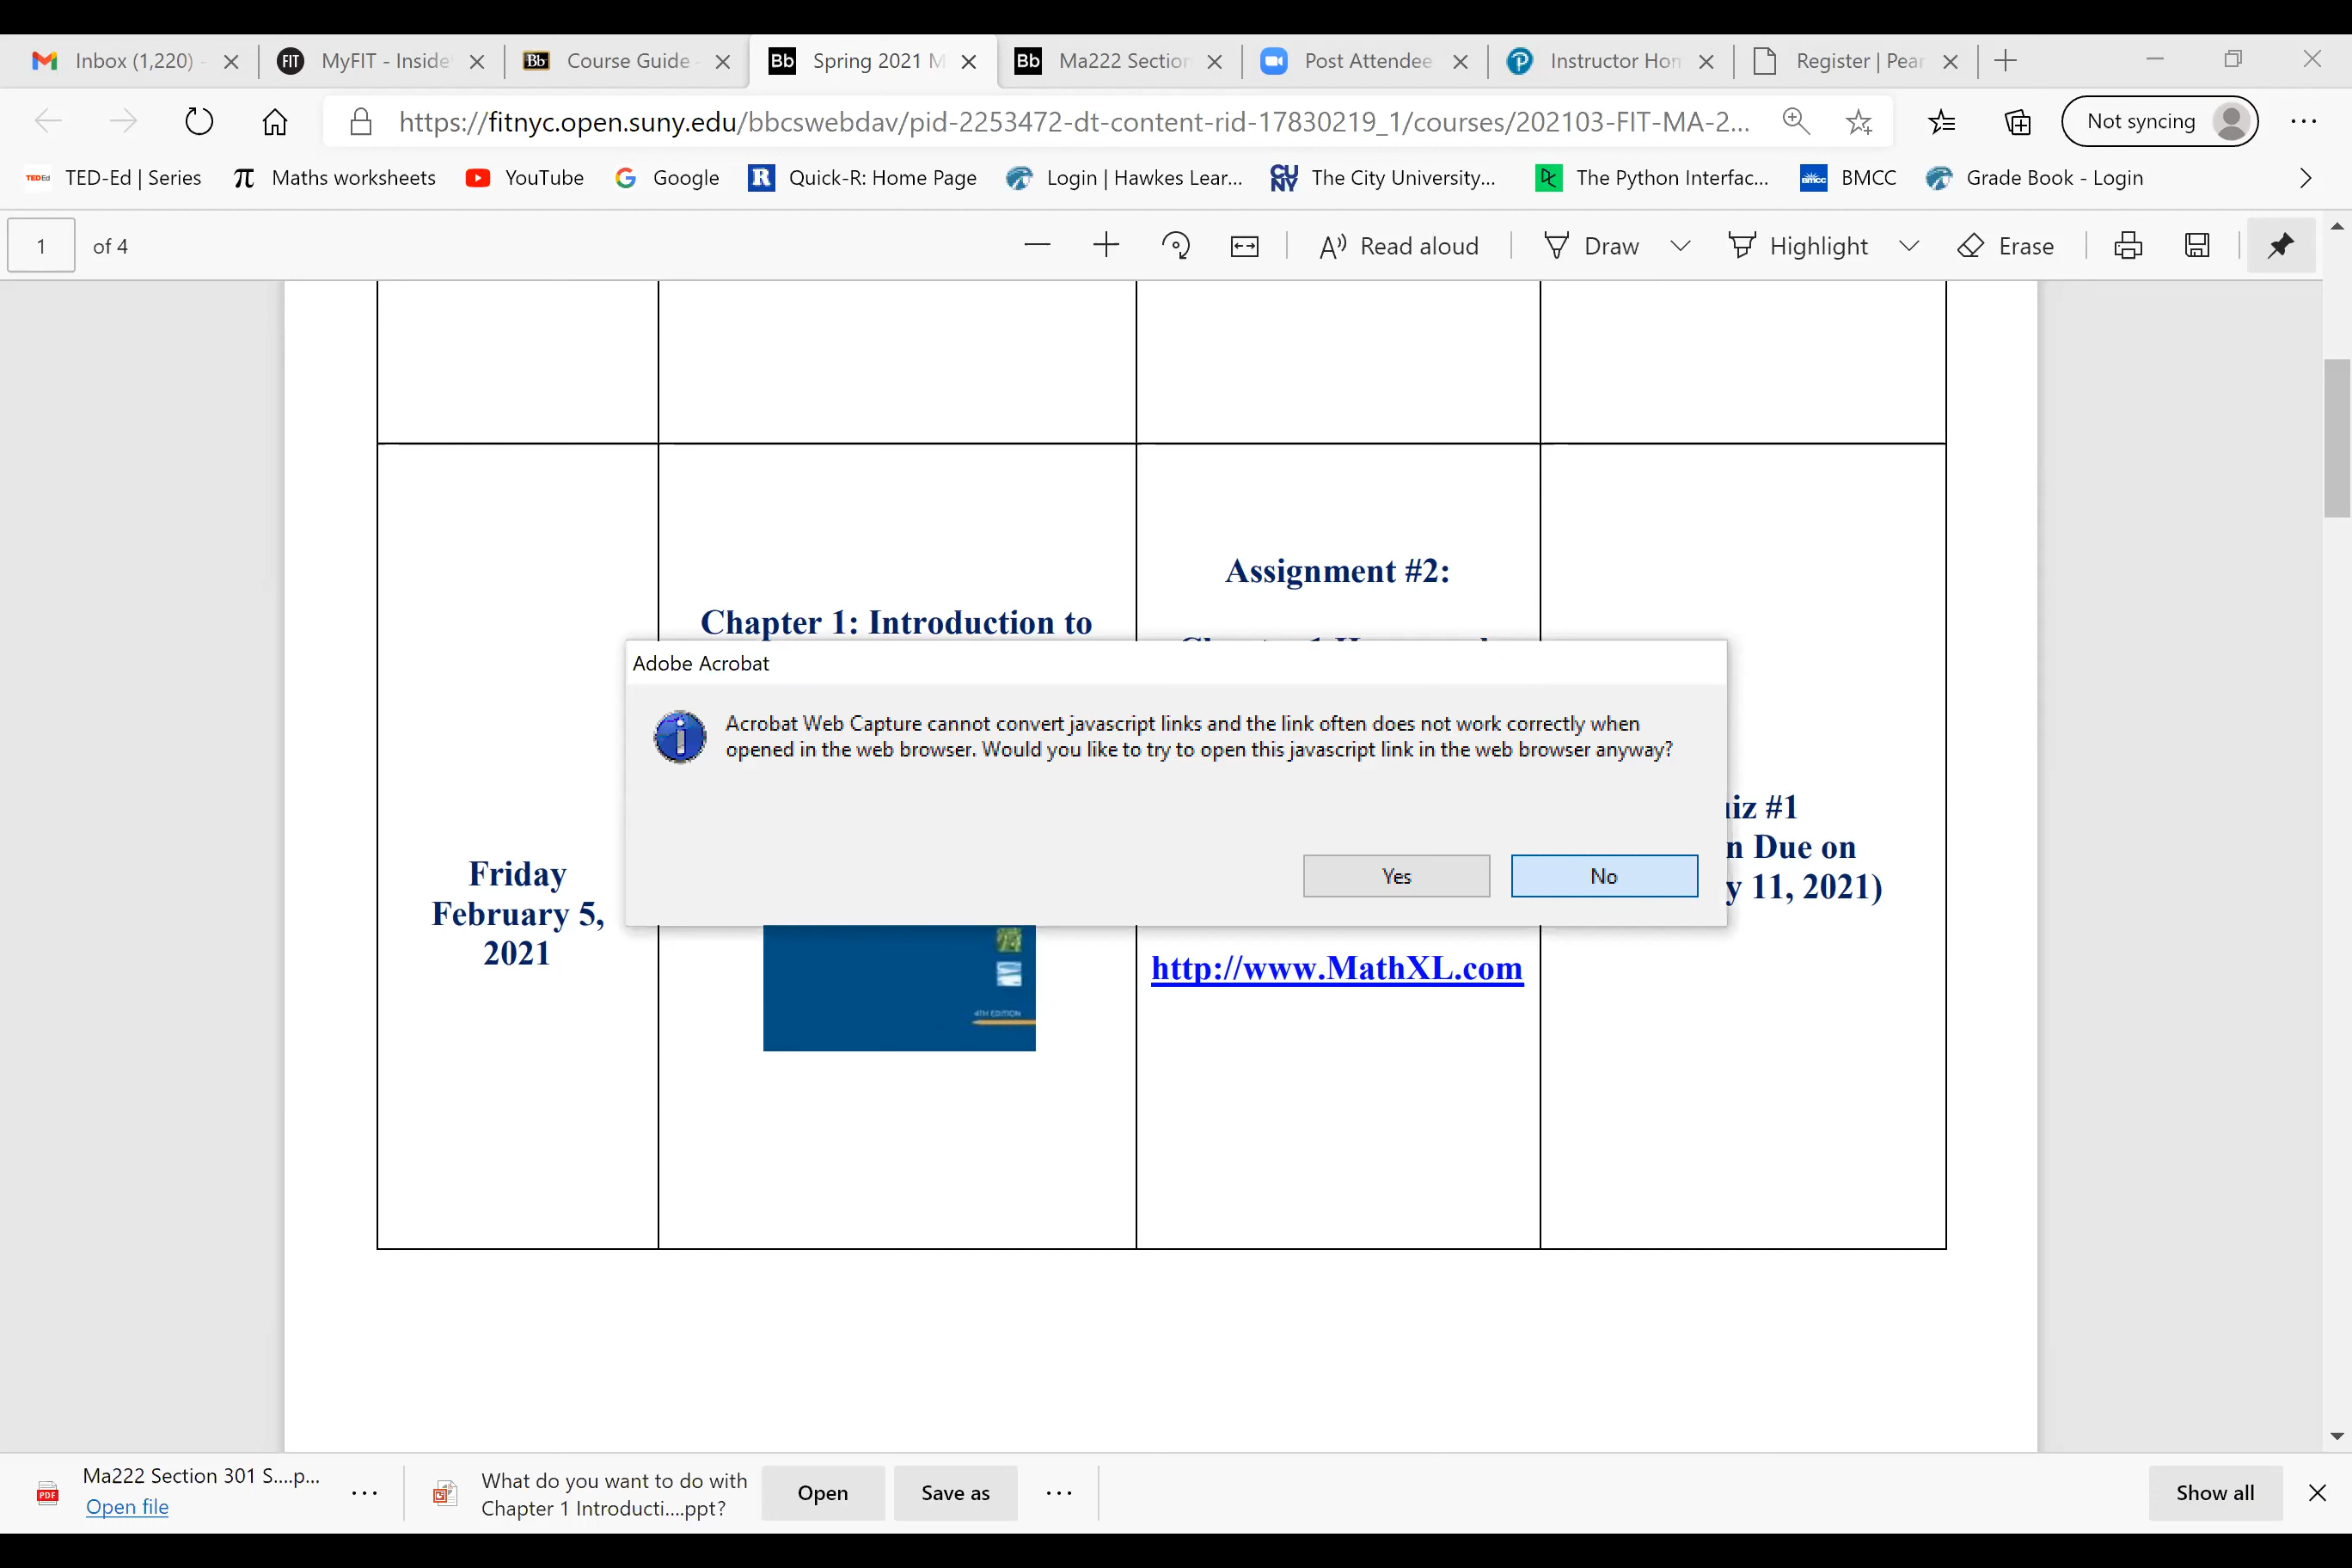 Inbox (1,220)
MyFIT - Inside
Course Guide
Spring 2021 M
Ma222 Section
Post Attendee
Instructor Hom
Register | Pear
https://fitnyc.open.suny.edu/bbcswebdav/pid-2253472-dt-content-rid-17830219_1/courses/202103-FIT-MA-2...
Not syncing
TED-Ed | Series
Maths worksheets
YouTube
Google
Quick-R: Home Page
Login | Hawkes Lear...
The City University...
The Python Interfac...
BMCC
Grade Book - Login
1 of 4
Read aloud
Draw
Highlight
Erase
Assignment #2:
Chapter 1: Introduction to
Adobe Acrobat
Acrobat Web Capture cannot convert javascript links and the link often does not work correctly when
opened in the web browser. Would you like to try to open this javascript link in the web browser anyway?
Yes
No
iz #1
n Due on
y 11, 2021)
Friday
February 5,
2021
4TH EDITION
http://www.MathXL.com
Ma222 Section 301 S....p...
Open file
What do you want to do with
Chapter 1 Introducti....ppt?
Open
Save as
Show all